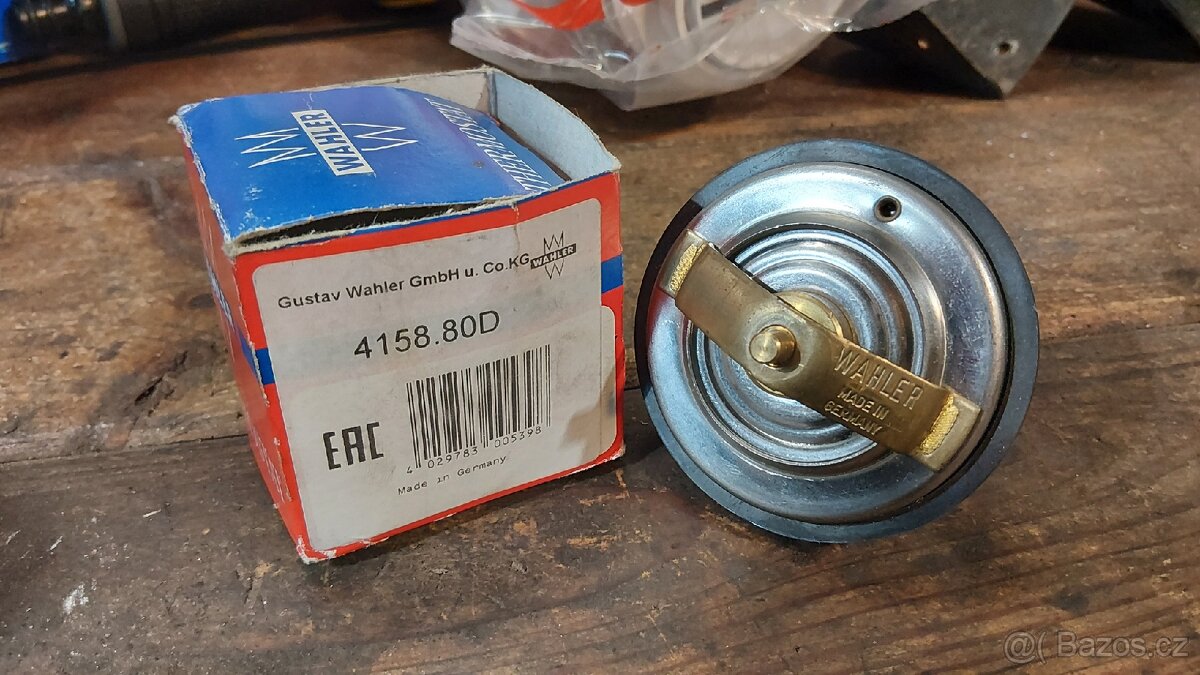 WAHLER
THERMOSTAT
Gustav Wahler GmbH u. Co.KG
WAHLER
4158.80D
EAC
4 029783 005398
Made in Germany
WAHLER
MADE IN
GERMANY
@( Bazos.cz